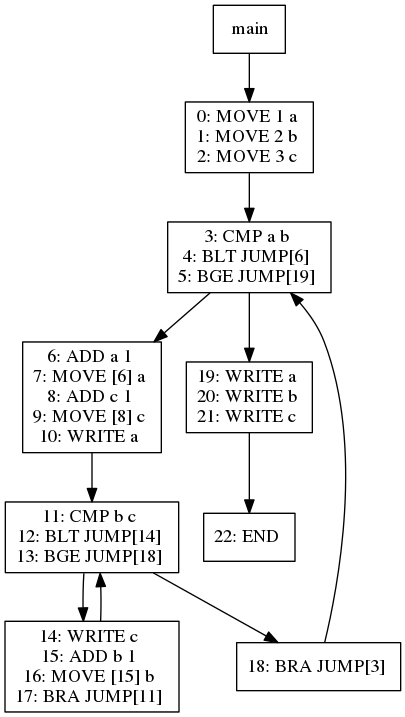 main
0: MOVE 1 a
1: MOVE 2 b
2: MOVE 3 c
3: CMP a b
4: BLT JUMP[6]
5: BGE JUMP[19]
6: ADD a 1
7: MOVE [6] a
8: ADD c 1
9: MOVE [8] c
10: WRITE a
19: WRITE a
20: WRITE b
21: WRITE c
11: CMP b c
12: BLT JUMP[14]
13: BGE JUMP[18]
22: END
14: WRITE c
15: ADD b 1
16: MOVE [15] b
17: BRA JUMP[11]
18: BRA JUMP[3]